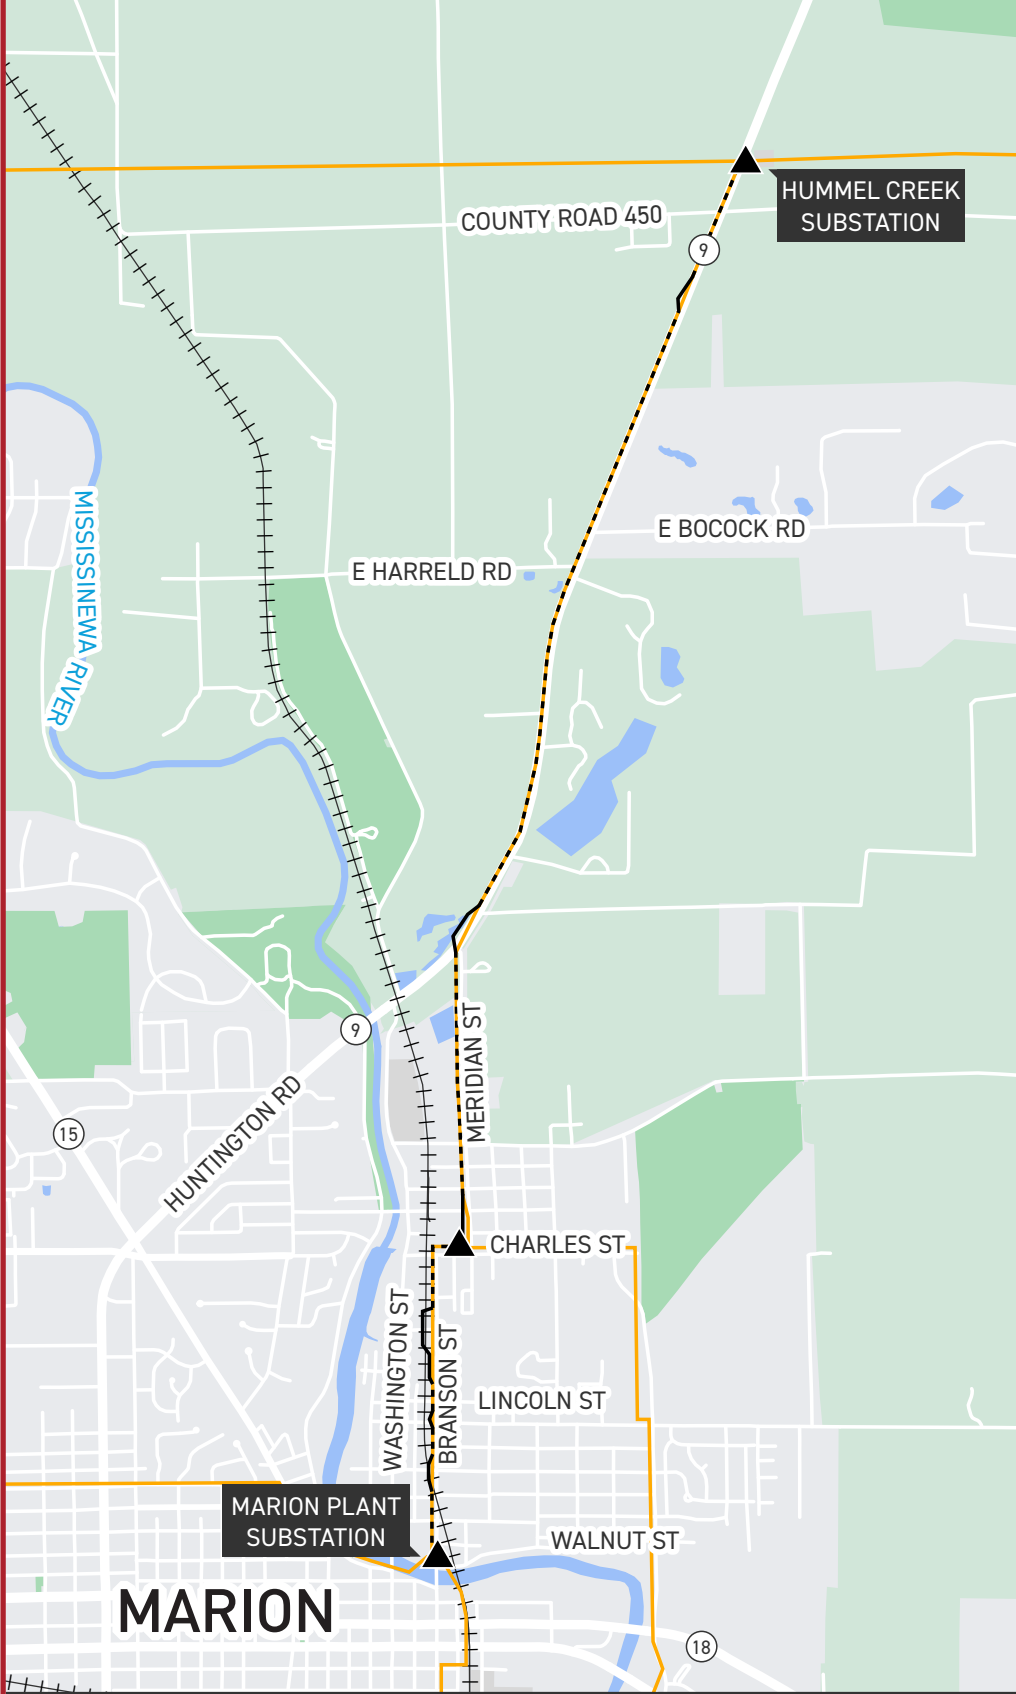 HUMMEL CREEK
SUBSTATION
COUNTY ROAD 450
9
E BOCOCK RD
MISSISSINEWA RIVER
E HARRELD RD
9
MERIDIAN ST
HUNTINGTON RD
15
CHARLES ST
WASHINGTON ST
BRANSON ST
LINCOLN ST
MARION PLANT
SUBSTATION
WALNUT ST
MARION
18